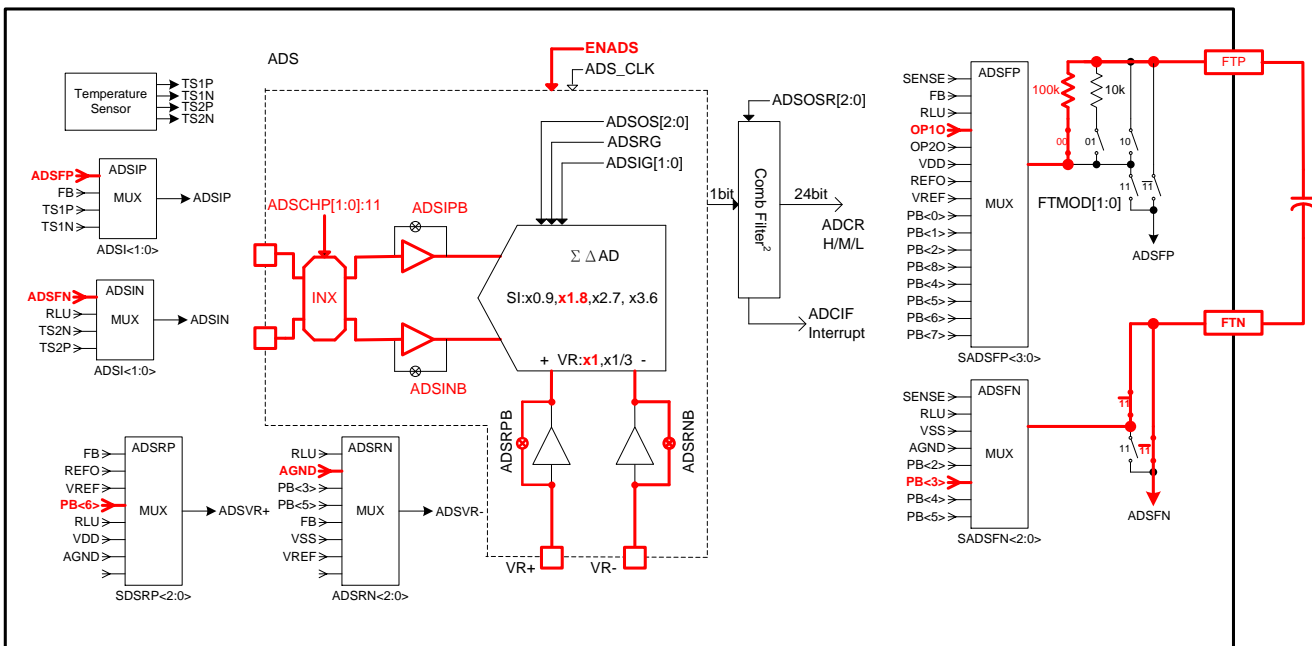 ADS
ENADS
ADS_CLK
Temperature
Sensor
TS1P
TS1N
TS2P
TS2N
ADSOS[2:0]
ADSRG
ADSIG[1:0]
ADSOSR[2:0]
ADSIP
MUX
ADSFP
FB
TS1P
TS1N
ADSIP
ADSI<1:0>
ADSIN
MUX
ADSFN
RLU
TS2N
TS2P
ADSIN
ADSI<1:0>
ADSCHP[1:0]:11
INX
ADSIPB
ADSINB
Σ Δ AD
SI:x0.9,x1.8,x2.7, x3.6
+ VR:x1,x1/3 -
ADSRPB
ADSRNB
VR+
VR-
1bit
Comb Filter²
24bit
ADCR
H/M/L
ADCIF
Interrupt
ADSRP
MUX
FB
REFO
VREF
PB<6>
RLU
VDD
AGND
ADSVR+
SDSRP<2:0>
ADSRN
MUX
RLU
AGND
PB<3>
PB<5>
FB
VSS
VREF
ADSVR-
ADSRN<2:0>
ADSFP
MUX
SENSE
FB
RLU
OP1O
OP2O
VDD
REFO
VREF
PB<0>
PB<1>
PB<2>
PB<8>
PB<4>
PB<5>
PB<6>
PB<7>
SADSFP<3:0>
100k
10k
00
01
10
11
11
FTMOD[1:0]
ADSFP
FTP
ADSFN
MUX
SENSE
RLU
VSS
AGND
PB<2>
PB<3>
PB<4>
PB<5>
SADSFN<2:0>
11
11
11
ADSFN
FTN